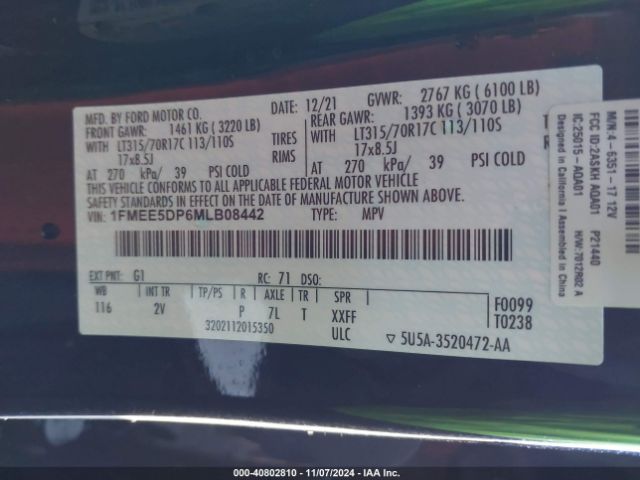 MFD. BY FORD MOTOR CO.
12/21 GVWR: 2767 KG ( 6100 LB)
FRONT GAWR: 1461 KG ( 3220 LB) REAR GAWR: 1393 KG ( 3070 LB)
WITH LT315/70R17C 113/110S TIRES WITH LT315/70R17C 113/110S
17x8.5J RIMS 17x8.5J
AT 270 kPa/ 39 PSI COLD AT 270 kPa/ 39 PSI COLD
THIS VEHICLE CONFORMS TO ALL APPLICABLE FEDERAL MOTOR VEHICLE
SAFETY STANDARDS IN EFFECT ON THE DATE OF MANUFACTURE SHOWN ABOVE.
VIN: 1FMEE5DP6MLB08442 TYPE: MPV
EXT PNT: G1 RC: 71 DSO:
WB INT TR TP/PS R AXLE TR SPR
116 2V P 7L T XXFF
3202112015350 ULC
F0099
T0238
5U5A-3520472-AA
M/N:4-6351-17 12V
FCC ID:2ASKH AQA01 P21440
IC:25015-AQA01 H/W:7012R02 A
Designed in California I Assembled in China
000-40802810 - 11/07/2024 - IAA Inc.